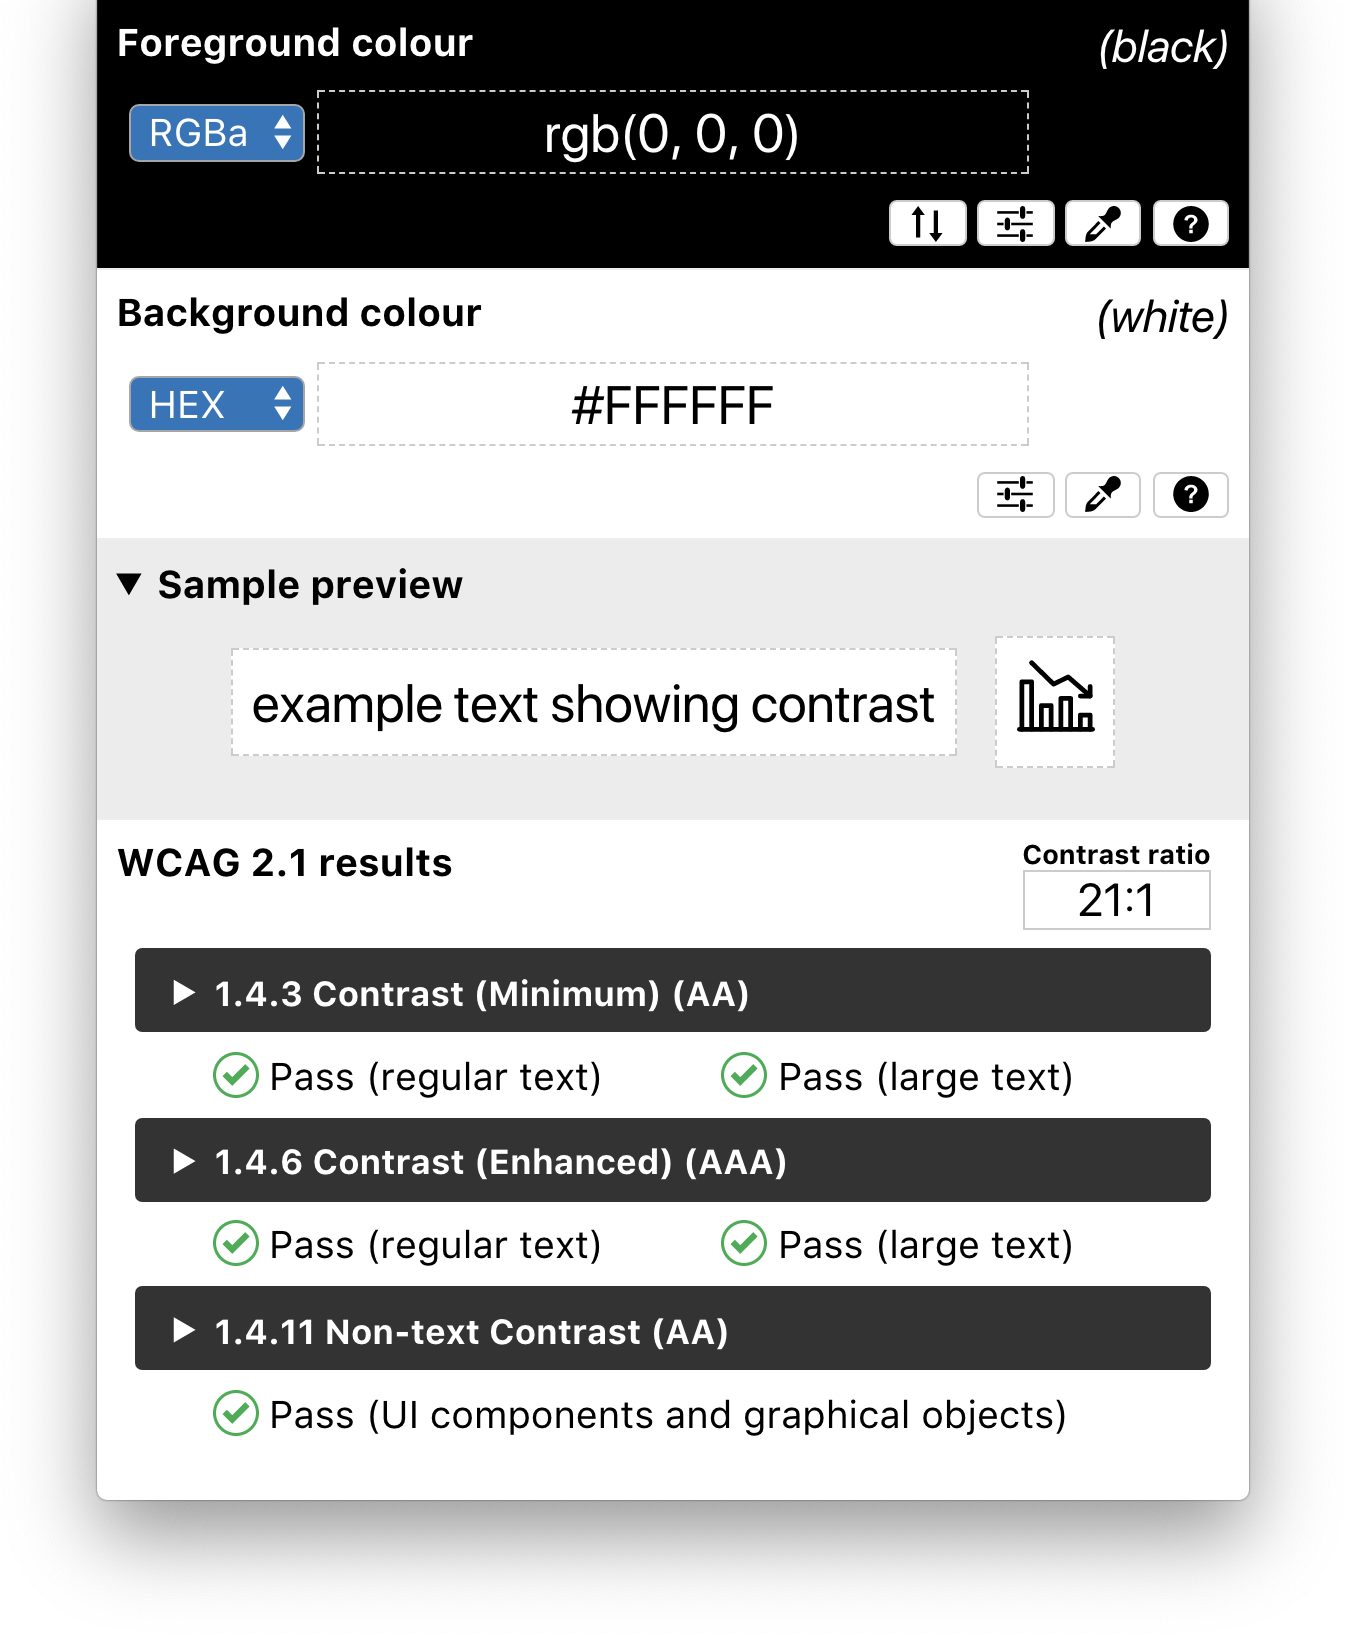 Foreground colour
(black)
RGBa
rgb(0, 0, 0)
?
Background colour
(white)
HEX
#FFFFFF
?
Sample preview
example text showing contrast
WCAG 2.1 results
Contrast ratio
21:1
1.4.3 Contrast (Minimum) (AA)
Pass (regular text)
Pass (large text)
1.4.6 Contrast (Enhanced) (AAA)
Pass (regular text)
Pass (large text)
1.4.11 Non-text Contrast (AA)
Pass (UI components and graphical objects)